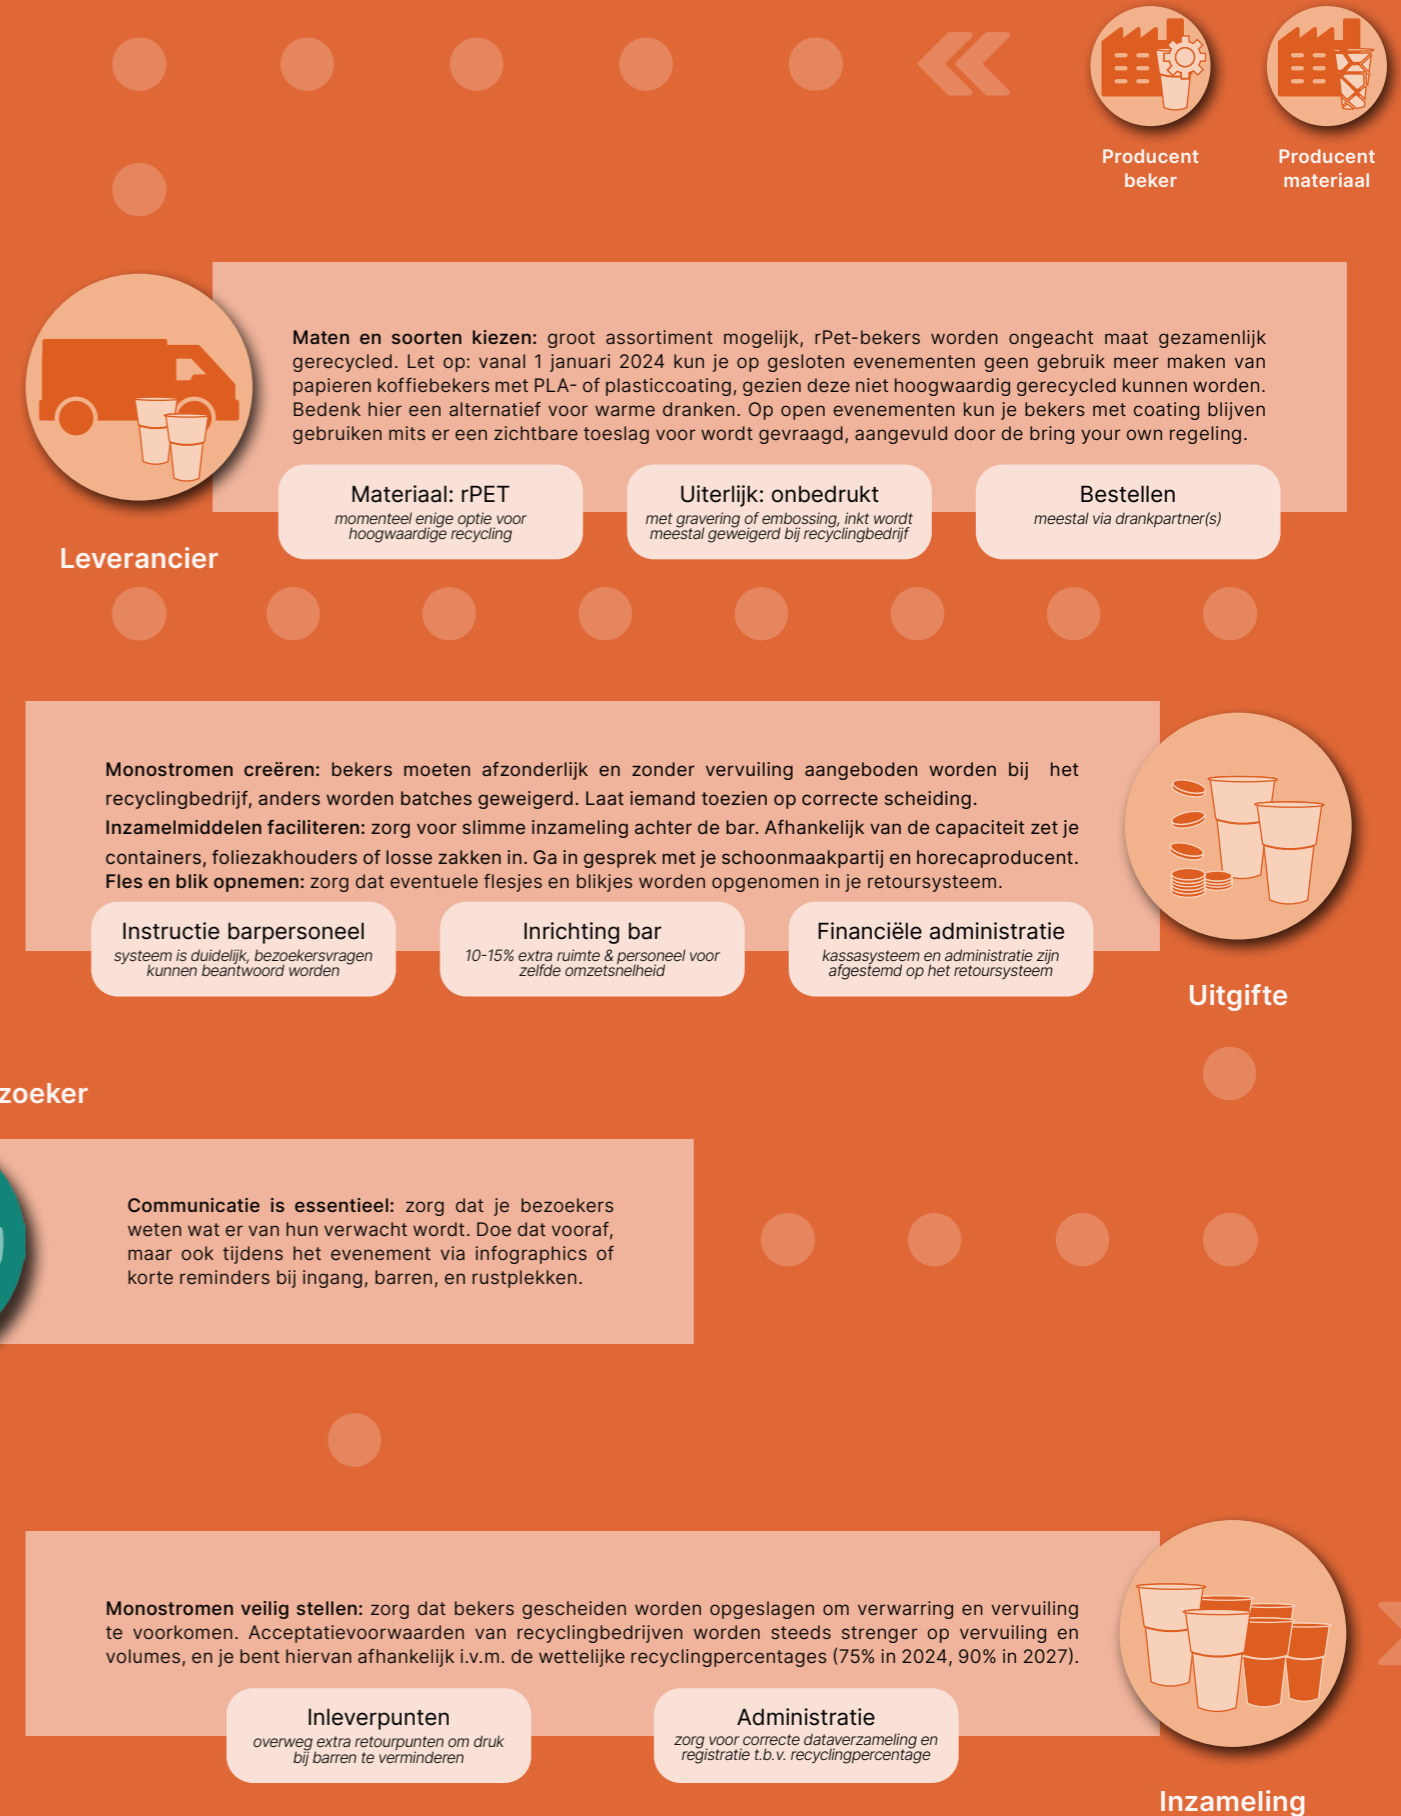 Producent
beker
Producent
materiaal
Maten en soorten kiezen: groot assortiment mogelijk, rPet-bekers worden ongeacht maat gezamenlijk
gerecycled. Let op: vanal 1 januari 2024 kun je op gesloten evenementen geen gebruik meer maken van
papieren koffiebekers met PLA- of plasticcoating, gezien deze niet hoogwaardig gerecycled kunnen worden.
Bedenk hier een alternatief voor warme dranken. Op open evenementen kun je bekers met coating blijven
gebruiken mits er een zichtbare toeslag voor wordt gevraagd, aangevuld door de bring your own regeling.
Materiaal: rPET
momenteel enige optie voor
hoogwaardige recycling
Uiterlijk: onbedrukt
met gravering of embossing, inkt wordt
meestal geweigerd bij recyclingbedrijf
Bestellen
meestal via drankpartner(s)
Leverancier
Monostromen creëren: bekers moeten afzonderlijk en zonder vervuiling aangeboden worden bij het
recyclingbedrijf, anders worden batches geweigerd. Laat iemand toezien op correcte scheiding.
Inzamelmiddelen faciliteren: zorg voor slimme inzameling achter de bar. Afhankelijk van de capaciteit zet je
containers, foliezakhouders of losse zakken in. Ga in gesprek met je schoonmaakpartij en horecaproducent.
Fles en blik opnemen: zorg dat eventuele flesjes en blikjes worden opgenomen in je retoursysteem.
Instructie barpersoneel
systeem is duidelijk, bezoekersvragen
kunnen beantwoord worden
Inrichting bar
10-15% extra ruimte & personeel voor
zelfde omzetsnelheid
Financiële administratie
kassasysteem en administratie zijn
afgestemd op het retoursysteem
Uitgifte
zoeker
Communicatie is essentieel: zorg dat je bezoekers
weten wat er van hun verwacht wordt. Doe dat vooraf,
maar ook tijdens het evenement via infographics of
korte reminders bij ingang, barren, en rustplekken.
Monostromen veilig stellen: zorg dat bekers gescheiden worden opgeslagen om verwarring en vervuiling
te voorkomen. Acceptatievoorwaarden van recyclingbedrijven worden steeds strenger op vervuiling en
volumes, en je bent hiervan afhankelijk i.v.m. de wettelijke recyclingpercentages (75% in 2024, 90% in 2027).
Inleverpunten
overweg extra retourpunten om druk
bij barren te verminderen
Administratie
zorg voor correcte dataverzameling en
registratie t.b.v. recyclingpercentage
Inzameling